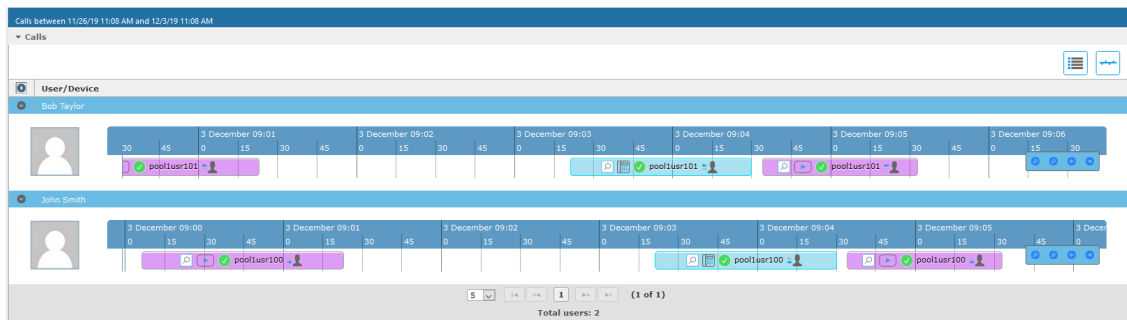 Calls between 11/26/19 11:08 AM and 12/3/19 11:08 AM
Calls
User/Device
Bob Taylor
3 December 09:01 3 December 09:02 3 December 09:03 3 December 09:04 3 December 09:05 3 December 09:06
30 45 0 15 30 45 0 15 30 45 0 15 30 45 0 15 30 45 0 15 30 45 0 15 30
pool1usr101 pool1usr101 pool1usr101
John Smith
3 December 09:00 3 December 09:01 3 December 09:02 3 December 09:03 3 December 09:04 3 December 09:05 3 Decem
0 15 30 45 0 15 30 45 0 15 30 45 0 15 30 45 0 15 30 45 0 15 30 45 0
pool1usr100 pool1usr100 pool1usr100
5 1 (1 of 1)
Total users: 2